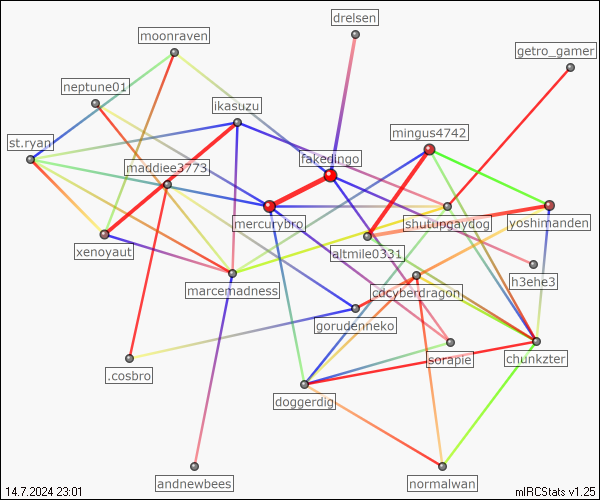 drelsen
moonraven
getro_gamer
neptune01
ikasuzu
mingus4742
st.ryan
fakedingo
maddiee3773
mercurybro
shutongaydog
yoshimanden
xenoyaut
altmile0331
h3ehe3
marcemadness
cdcyberdragon
gorudenneko
sorapie
chunkzter
.cosbro
doggerdig
andnewbees
normalwan
14.7.2024 23:01
mIRCStats v1.25